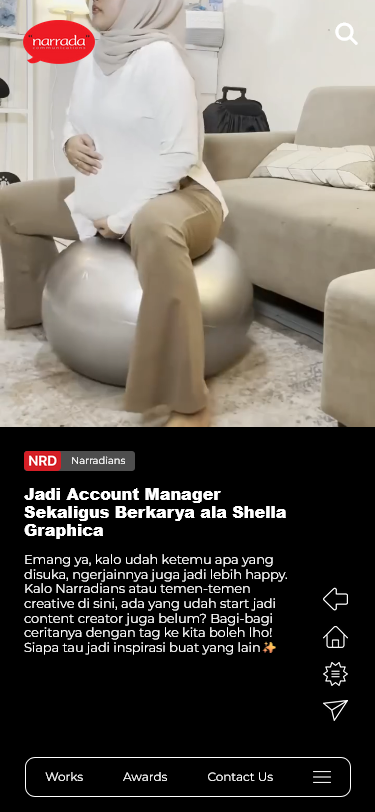 "narrada"
communications
NRD Narradians
Jadi Account Manager
Sekaligus Berkarya ala Shella
Graphica
Emang ya, kalo udah ketemu apa yang
disuka, ngerjainnya juga jadi lebih happy.
Kalo Narradians atau temen-temen
creative di sini, ada yang udah start jadi
content creator juga belum? Bagi-bagi
ceritanya dengan tag ke kita boleh lho!
Siapa tau jadi inspirasi buat yang lain✨
Works Awards Contact Us